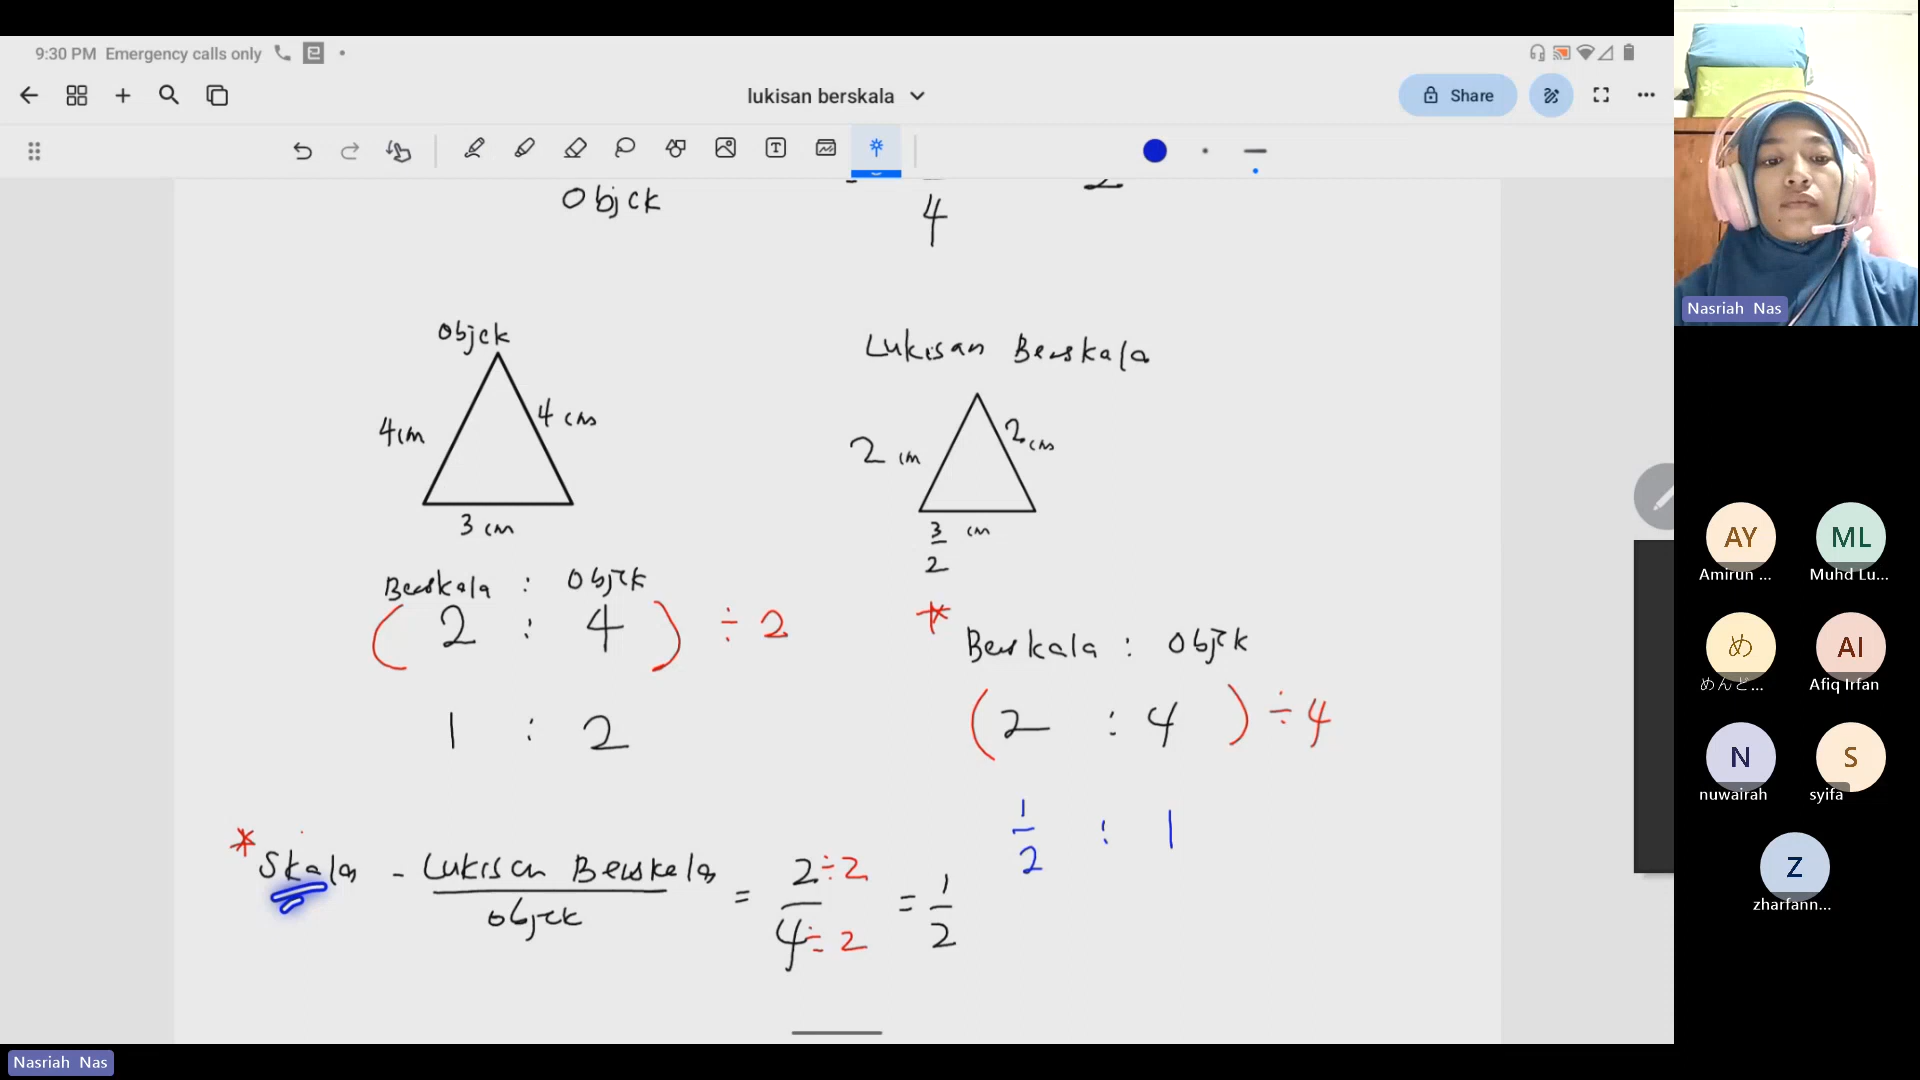 9:30 PM Emergency calls only
lukisan berskala
Share
Objek
4
Objek
4cm
4 cm
3 cm
Lukisan Berskala
2 cm
2 cm
3/2 cm
Berskala : Objek
(2 : 4) ÷ 2
1 : 2
* Berskala : Objek
(2 : 4) ÷ 4
1/2 : 1
* Skala - Lukisan Berskala / objek = 2÷2 / 4÷2 = 1/2
Nasriah Nas
AY
Amirun ...
ML
Muhd Lu...
め
めんど...
AI
Afiq Irfan
N
nuwairah
S
syifa
Z
zharfann...
Nasriah Nas